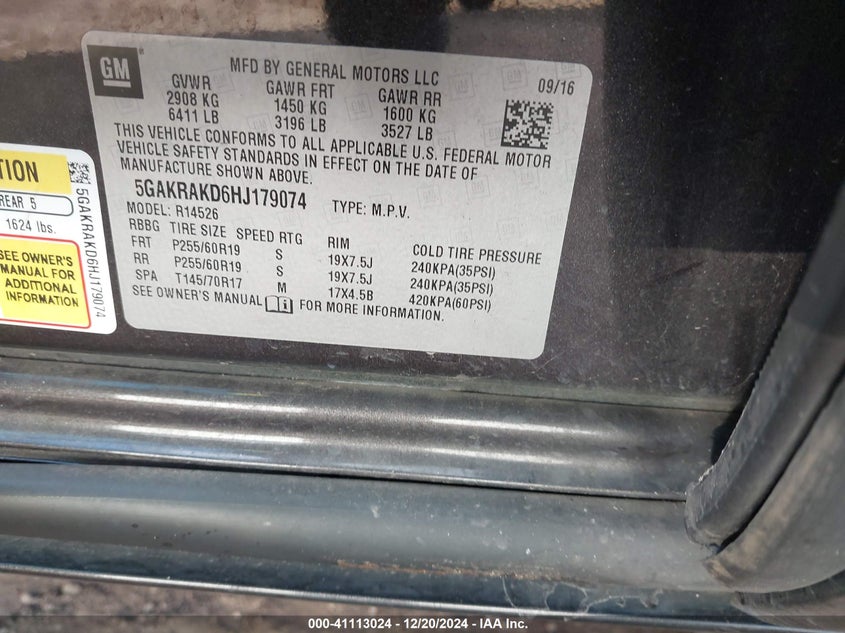 GM
MFD BY GENERAL MOTORS LLC
09/16
GVWR GAWR FRT GAWR RR
2908 KG 1450 KG 1600 KG
6411 LB 3196 LB 3527 LB
THIS VEHICLE CONFORMS TO ALL APPLICABLE U.S. FEDERAL MOTOR
VEHICLE SAFETY STANDARDS IN EFFECT ON THE DATE OF
MANUFACTURE SHOWN ABOVE.
5GAKRAKD6HJ179074 TYPE: M.P.V.
MODEL: R14526
RBBG TIRE SIZE SPEED RTG RIM COLD TIRE PRESSURE
FRT P255/60R19 S 19X7.5J 240KPA(35PSI)
RR P255/60R19 S 19X7.5J 240KPA(35PSI)
SPA T145/70R17 M 17X4.5B 420KPA(60PSI)
SEE OWNER'S MANUAL i FOR MORE INFORMATION.
TION
REAR 5
1624 lbs.
SEE OWNER'S
MANUAL FOR
ADDITIONAL
INFORMATION
5GAKRAKD6HJ179074
000-41113024 - 12/20/2024 - IAA Inc.